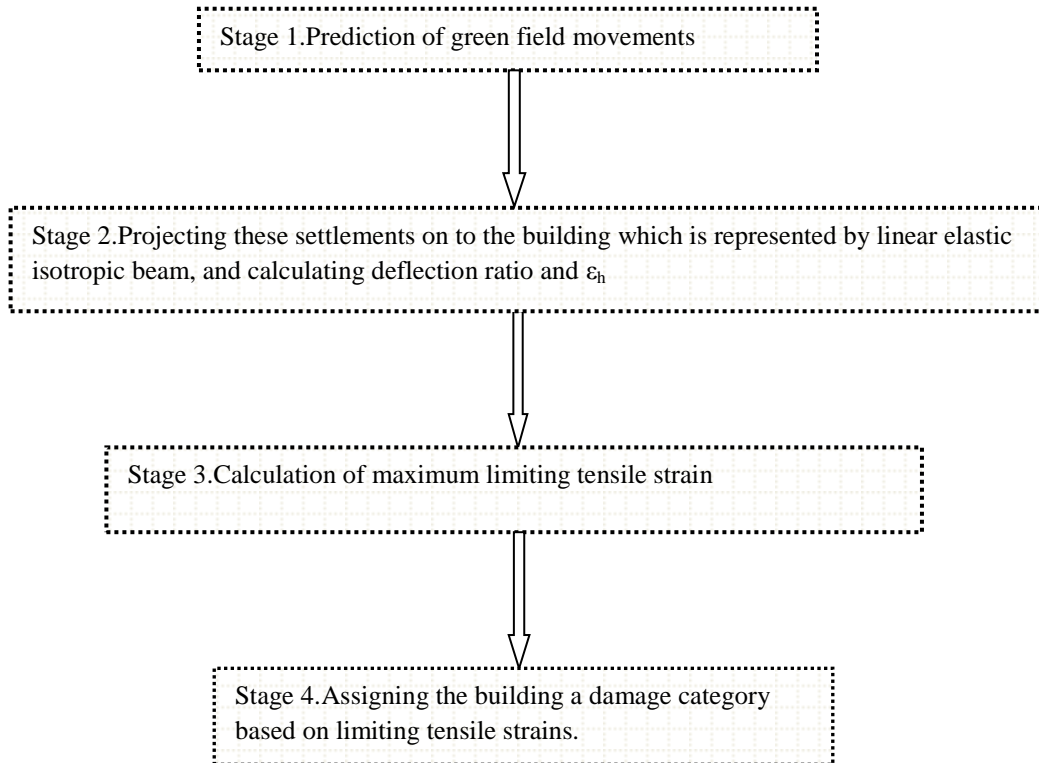 Stage 1.Prediction of green field movements
Stage 2.Projecting these settlements on to the building which is represented by linear elastic
isotropic beam, and calculating deflection ratio and εh
Stage 3.Calculation of maximum limiting tensile strain
Stage 4.Assigning the building a damage category
based on limiting tensile strains.